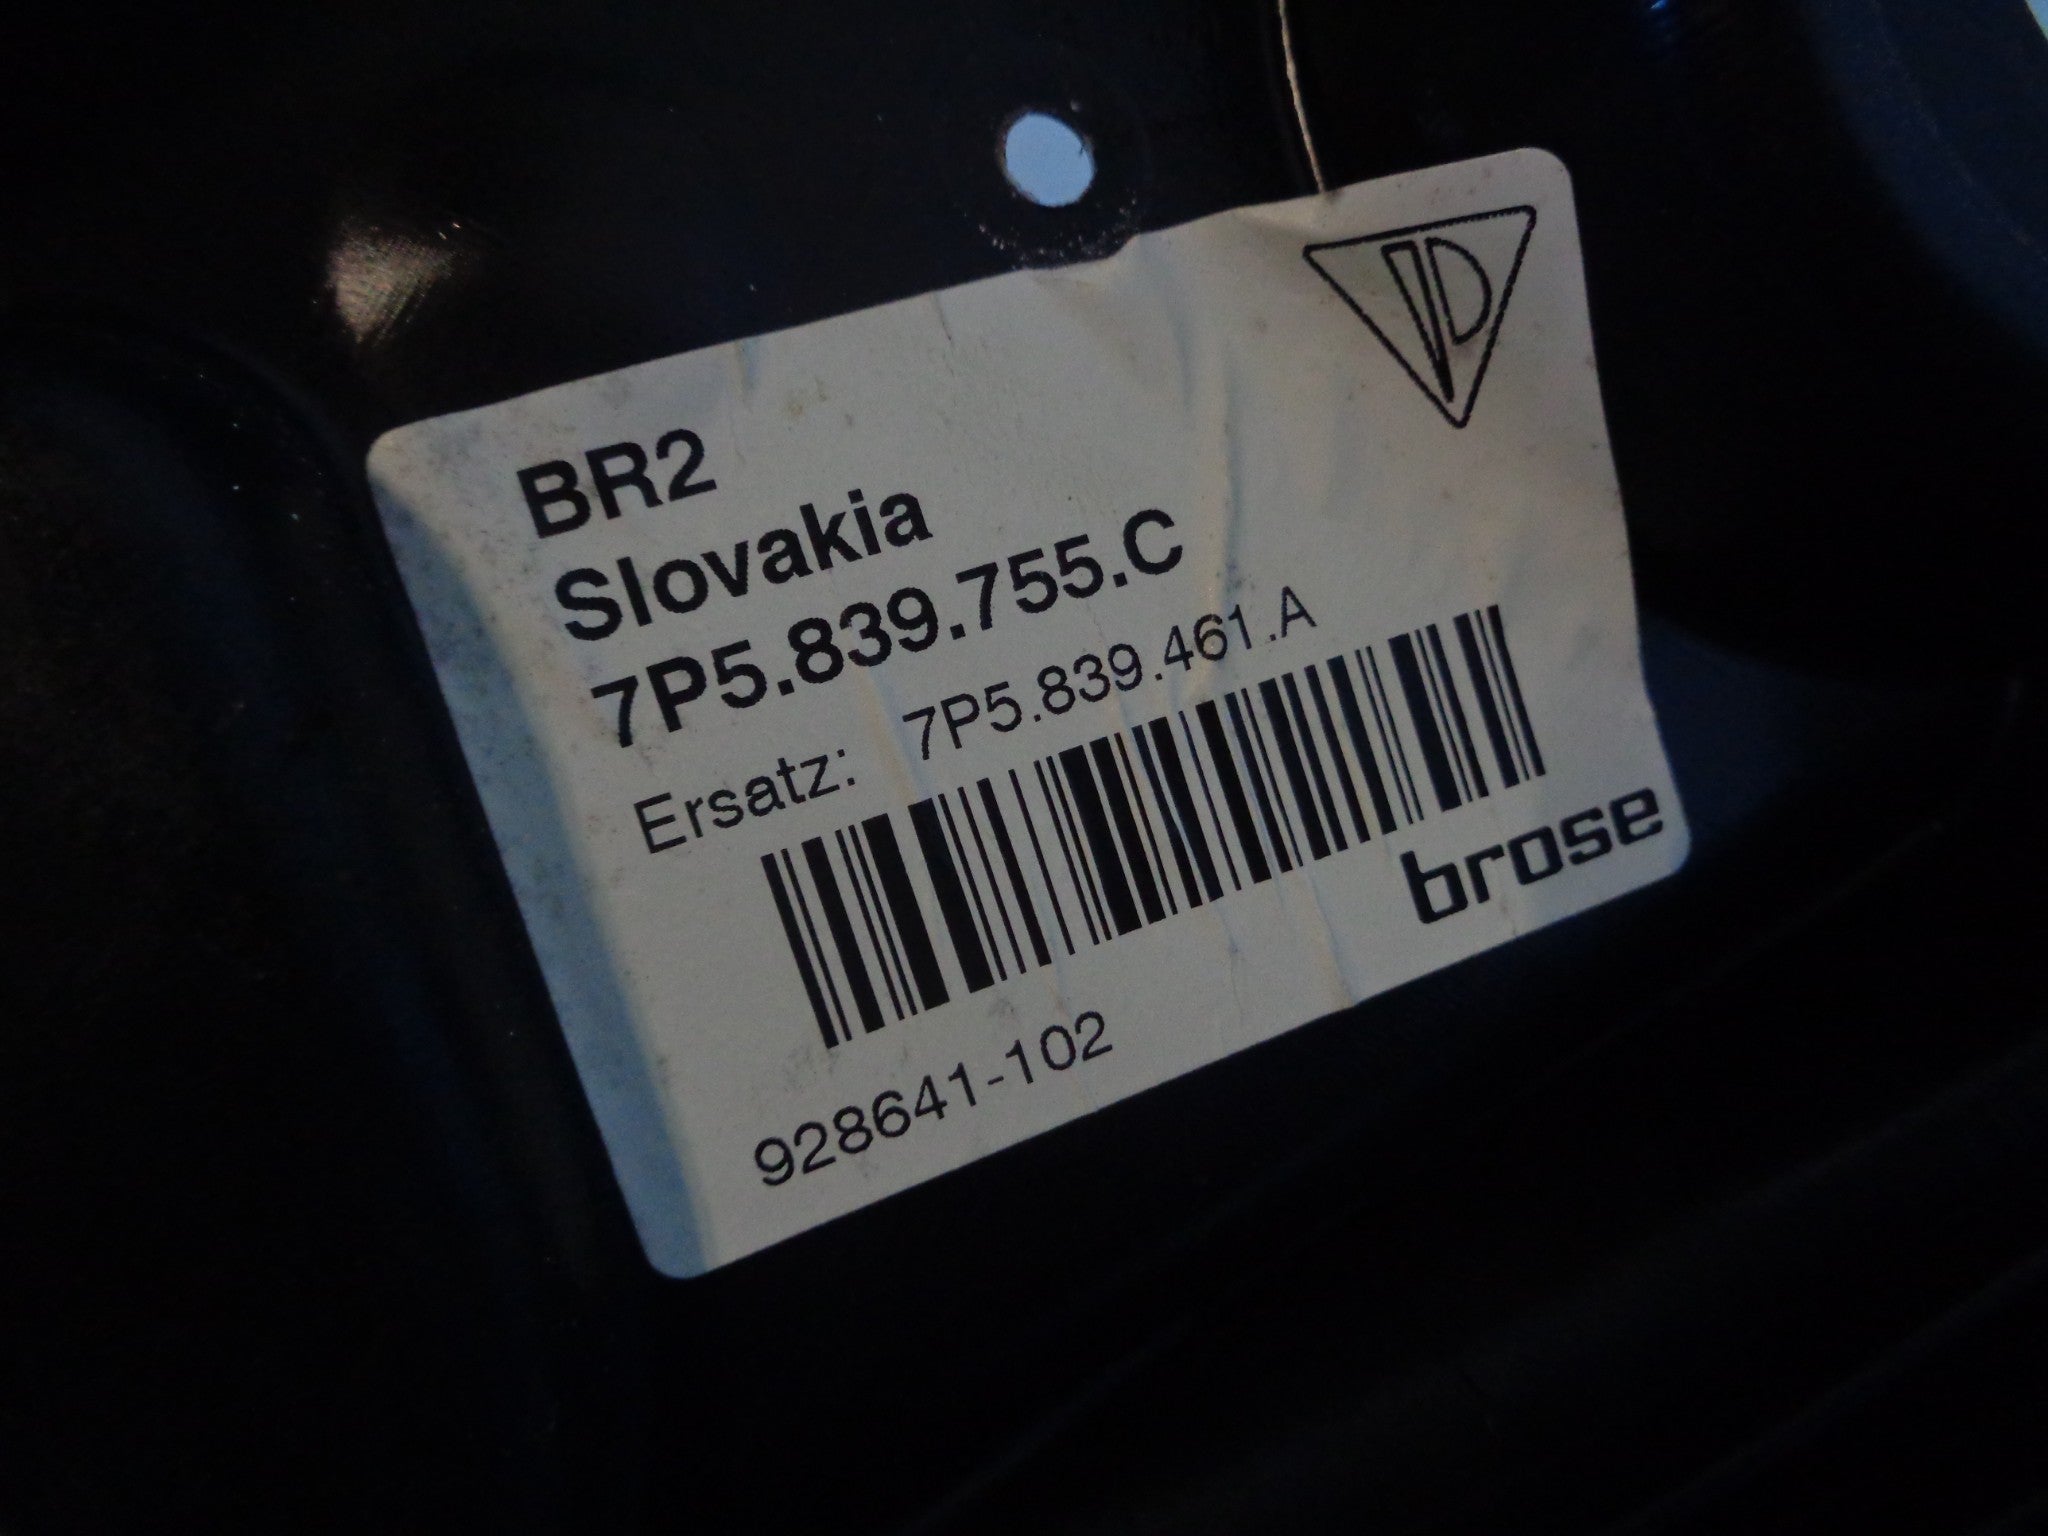 BR2
Slovakia
7P5.839.755.C
Ersatz: 7P5.839.461.A
brose
928641-102